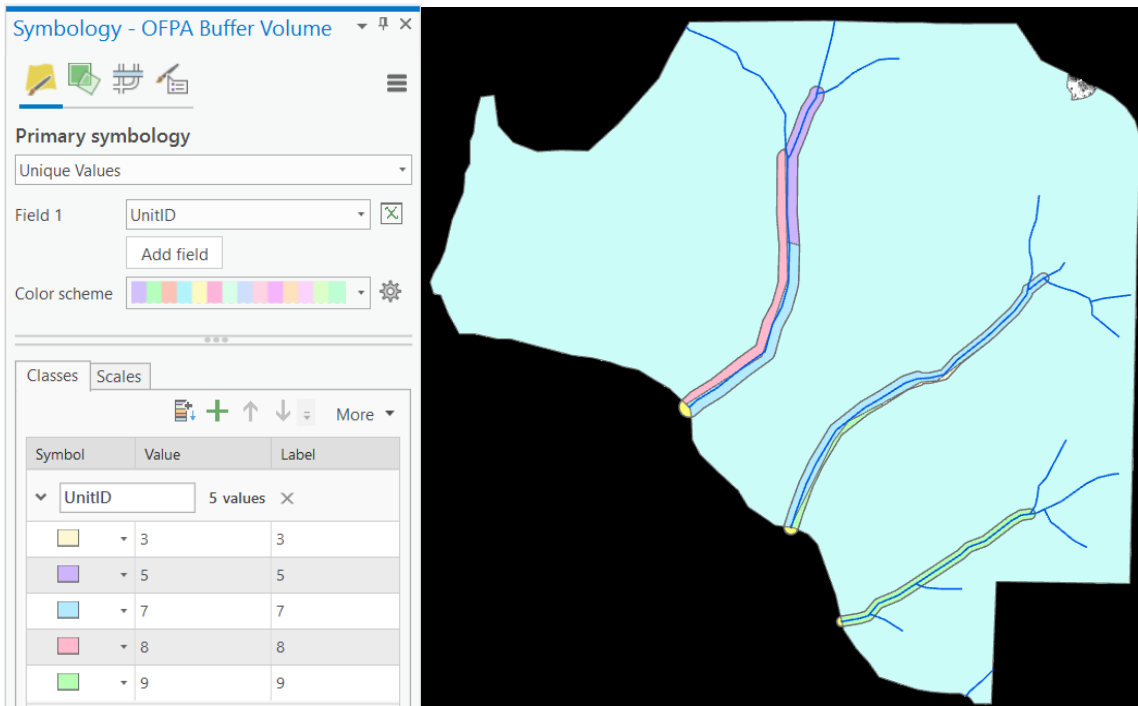 Symbology - OFPA Buffer Volume
Primary symbology
Unique Values
Field 1 UnitID
Add field
Color scheme
Classes Scales
More
Symbol Value Label
UnitID 5 values
3 3
5 5
7 7
8 8
9 9